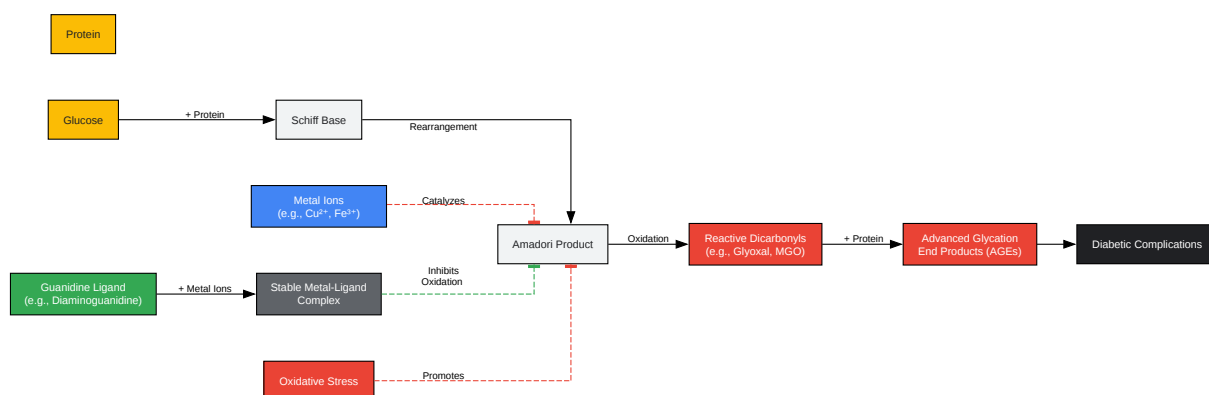 Protein
Glucose
+ Protein
Schiff Base
Rearrangement
Metal Ions
(e.g., Cu²⁺, Fe³⁺)
Catalyzes
Amadori Product
Oxidation
Reactive Dicarbonyls
(e.g., Glyoxal, MGO)
+ Protein
Advanced Glycation
End Products (AGEs)
Diabetic Complications
Guanidine Ligand
(e.g., Diaminoguanidine)
+ Metal Ions
Stable Metal-Ligand
Complex
Inhibits
Oxidation
Oxidative Stress
Promotes